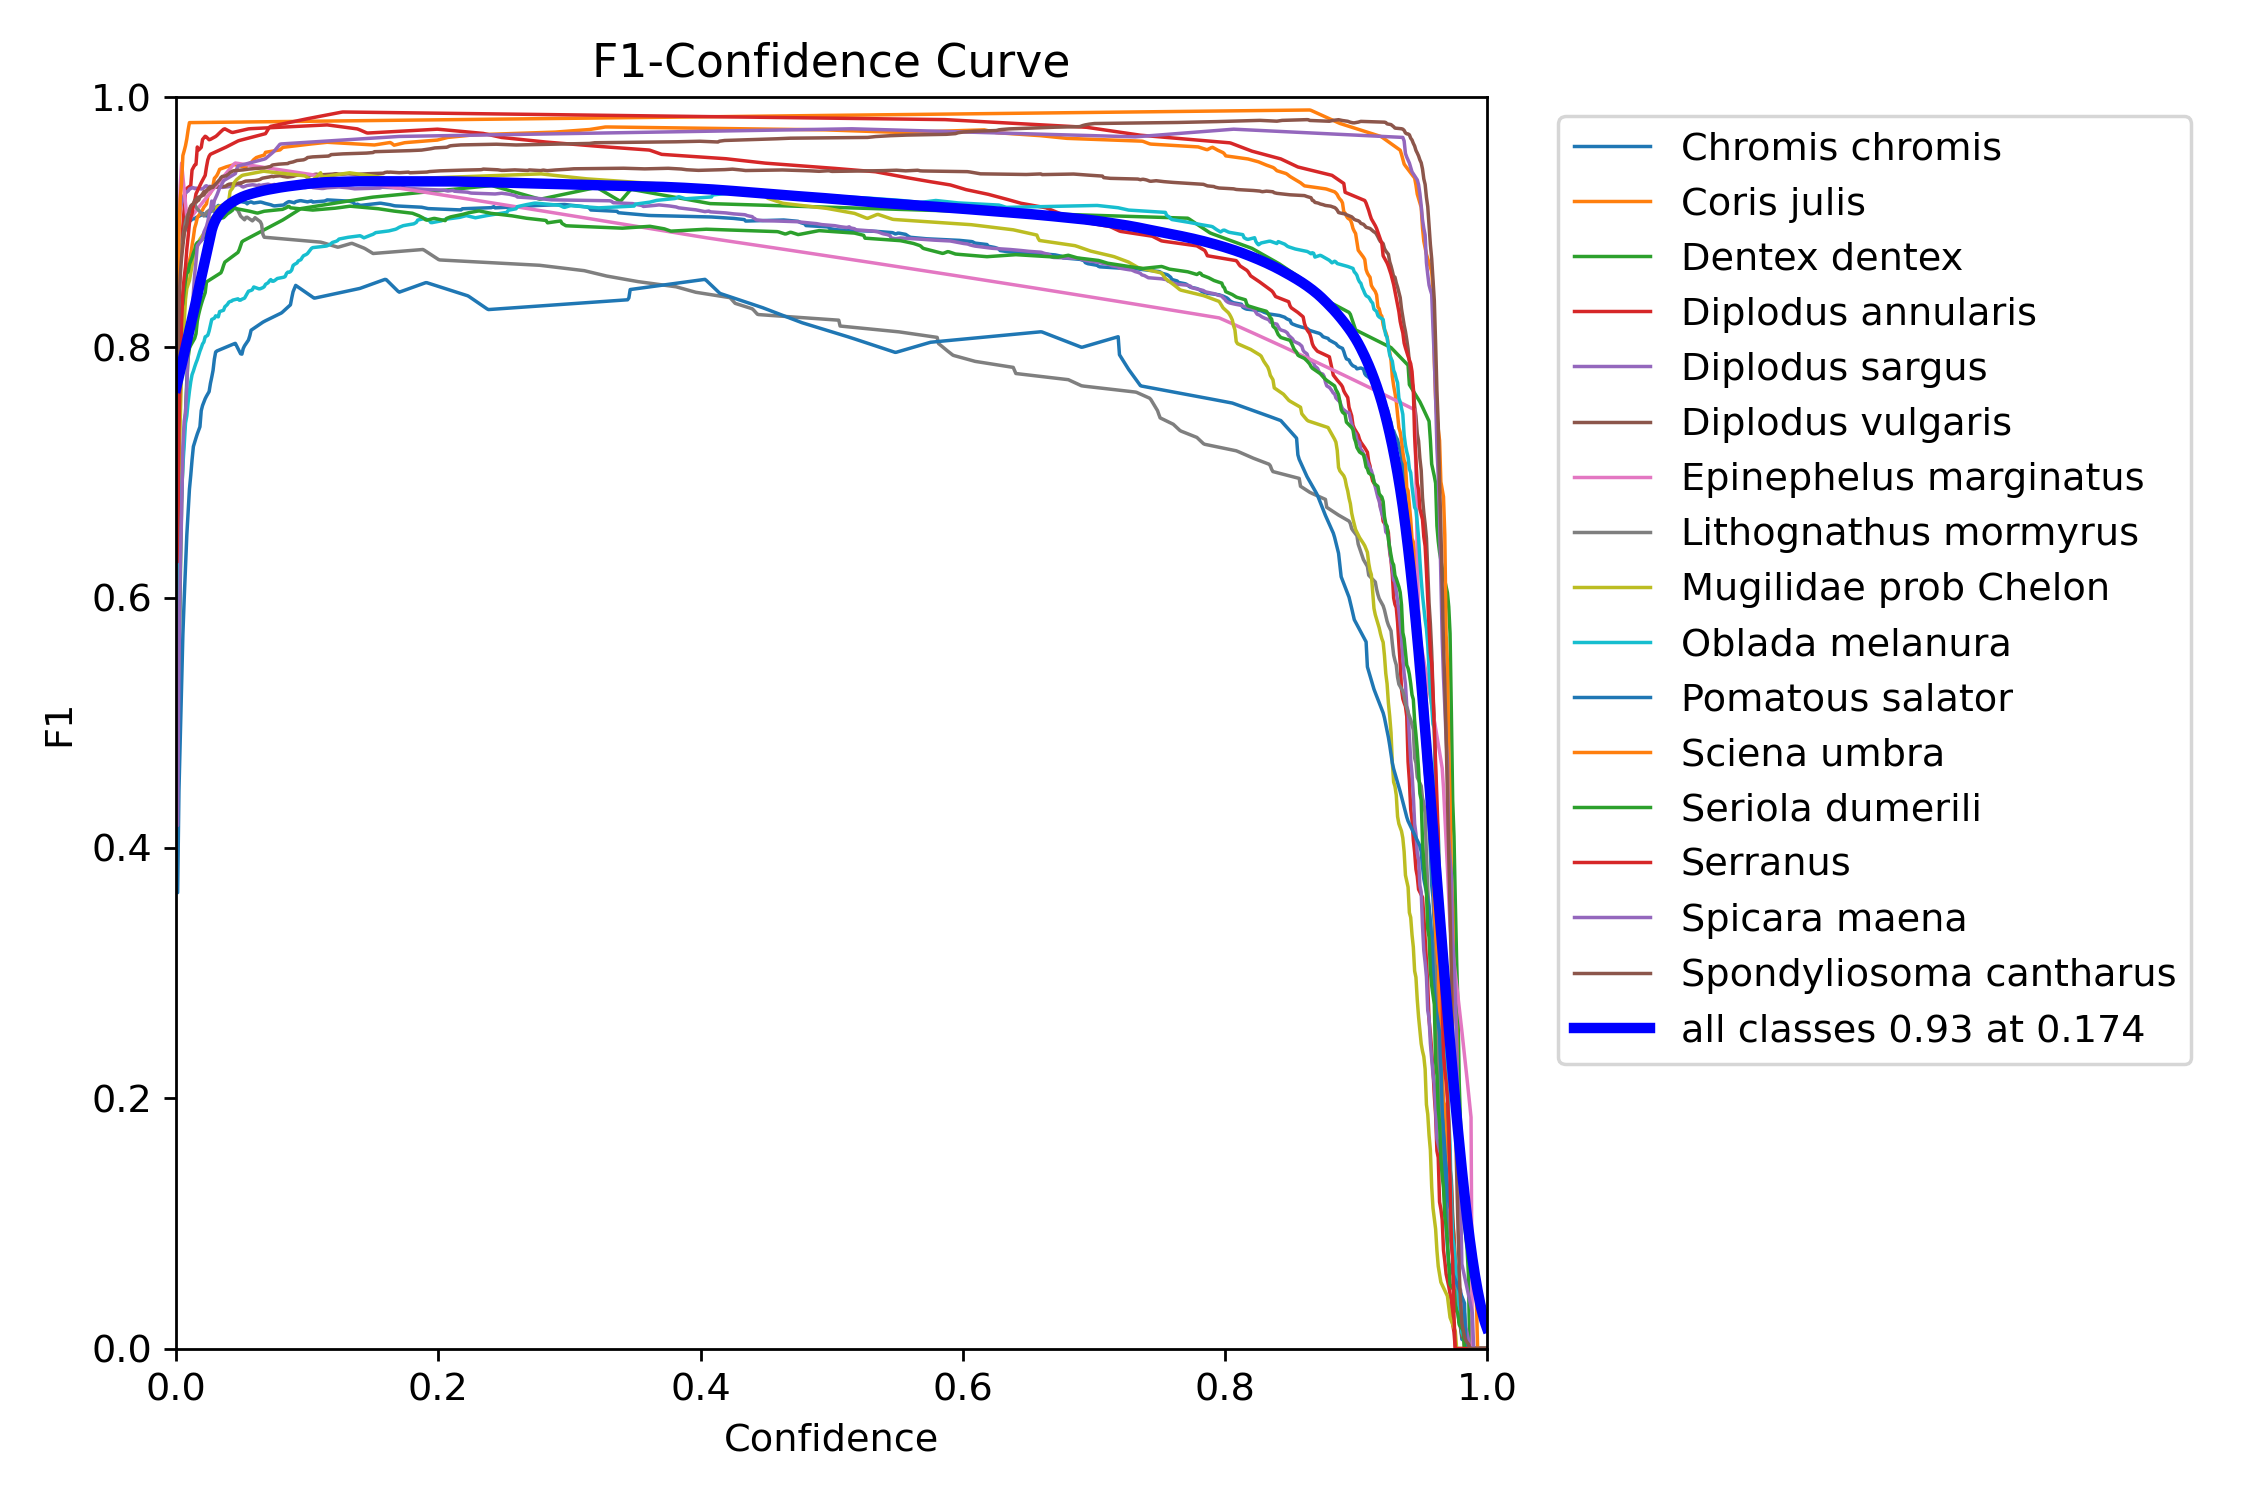 F1-Confidence Curve
1.0
0.8
0.6
0.4
0.2
0.0
F1
0.0 0.2 0.4 0.6 0.8 1.0
Confidence
Chromis chromis
Coris julis
Dentex dentex
Diplodus annularis
Diplodus sargus
Diplodus vulgaris
Epinephelus marginatus
Lithognathus mormyrus
Mugilidae prob Chelon
Oblada melanura
Pomatous salator
Sciena umbra
Seriola dumerili
Serranus
Spicara maena
Spondyliosoma cantharus
all classes 0.93 at 0.174